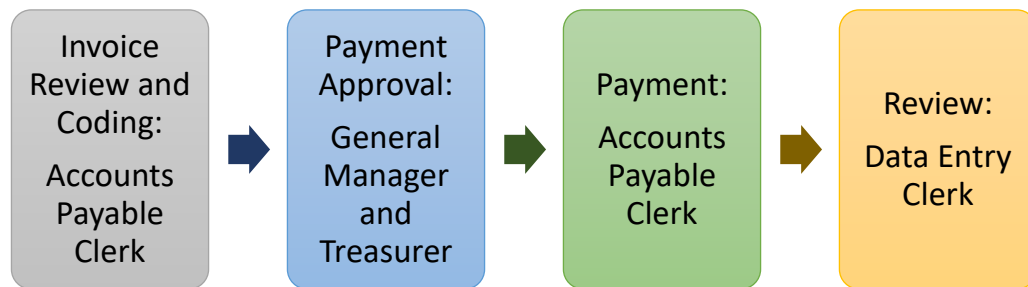 Invoice
Review and
Coding:
Accounts
Payable
Clerk
Payment
Approval:
General
Manager
and
Treasurer
Payment:
Accounts
Payable
Clerk
Review:
Data Entry
Clerk